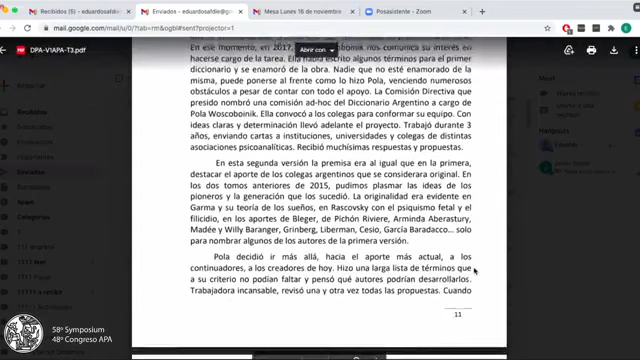 Recibidos (5) - eduardosafdie@
Enviados - eduardosafdie@gmail
Mesa Lunes 16 de noviembre
Posasistente - Zoom
mail.google.com/mail/u/0/?tab=rm&ogbl#sent?projector=1
DPA-V1APA-T3.pdf
Abrir con
hacerse cargo de la tarea. Ella había escrito algunos términos para el primer
diccionario y se enamoró de la obra. Nadie que no esté enamorado de la
misma, puede ponerse al frente como lo hizo Pola, venciendo numerosos
obstáculos a pesar de contar con todo el apoyo. La Comisión Directiva que
presido nombró una comisión ad-hoc del Diccionario Argentino a cargo de
Pola Woscoboinik. Ella convocó a los colegas para conformar su equipo. Con
ideas claras y determinación llevó adelante el proyecto. Trabajó durante 3
años, enviando cartas a instituciones, universidades y colegas de distintas
asociaciones psicoanalíticas. Recibió muchísimas respuestas y propuestas.
En esta segunda versión la premisa era al igual que en la primera,
destacar el aporte de los colegas argentinos que se considerara original. En
los dos tomos anteriores de 2015, pudimos plasmar las ideas de los
pioneros y la generación que los sucedió. La originalidad era evidente en
Garma y su teoría de los sueños, en Rascovsky con el psiquismo fetal y el
filicidio, en los aportes de Bleger, de Pichón Riviere, Arminda Aberastury,
Madée y Willy Baranger, Grinberg, Liberman, Cesio, García Baradacco... solo
para nombrar algunos de los autores de la primera versión.
Pola decidió ir más allá, hacia el aporte más actual, a los
continuadores, a los creadores de hoy. Hizo una larga lista de términos que
a su criterio no podían faltar y pensó qué autores podrían desarrollarlos.
Trabajadora incansable, revisó una y otra vez todas las propuestas. Cuando
11
58º Symposium
48º Congreso APA